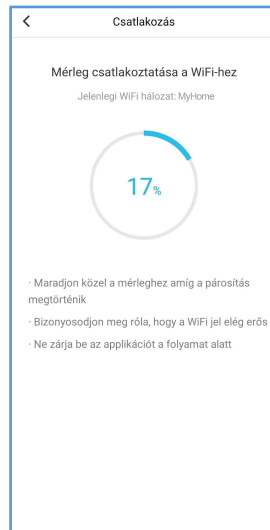 Csatlakozás
Mérleg csatlakoztatása a WiFi-hez
Jelenlegi WiFi hálozat: MyHome
17%
· Maradjon közel a mérleghez amíg a párosítás
megtörténik
· Bizonyosodjon meg róla, hogy a WiFi jel elég erős
· Ne zárja be az applikációt a folyamat alatt